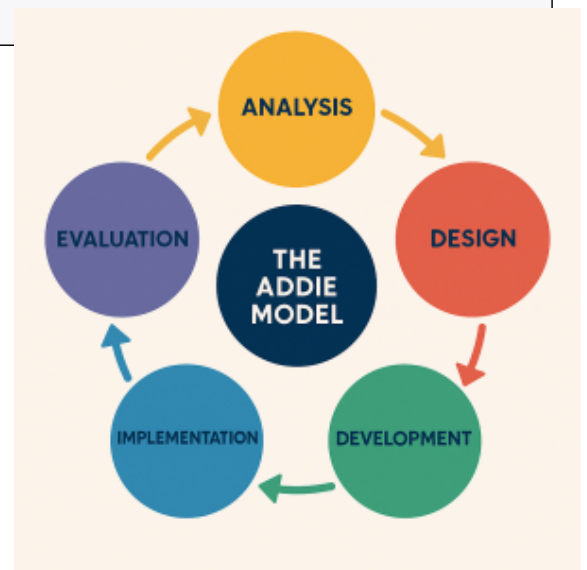 ANALYSIS
DESIGN
DEVELOPMENT
IMPLEMENTATION
EVALUATION
THE
ADDIE
MODEL